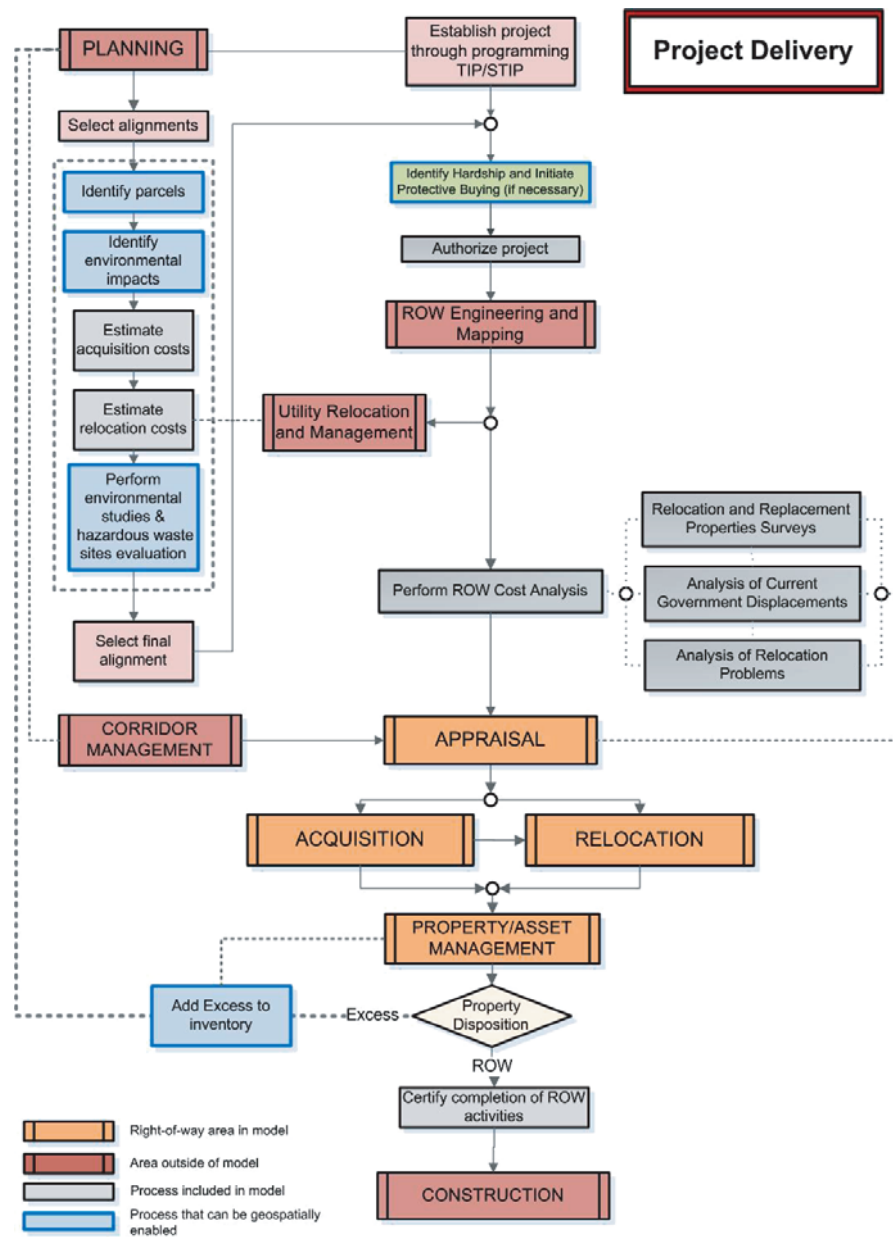 PLANNING
Establish project
through programming
TIP/STIP
Project Delivery
Select alignments
Identify parcels
Identify
environmental
impacts
Estimate
acquisition costs
Estimate
relocation costs
Perform
environmental
studies &
hazardous waste
sites evaluation
Select final
alignment
Identify Hardship and Initiate
Protective Buying (if necessary)
Authorize project
ROW Engineering and
Mapping
Utility Relocation
and Management
Perform ROW Cost Analysis
Relocation and Replacement
Properties Surveys
Analysis of Current
Government Displacements
Analysis of Relocation
Problems
CORRIDOR
MANAGEMENT
APPRAISAL
ACQUISITION
RELOCATION
PROPERTY/ASSET
MANAGEMENT
Add Excess to
inventory
Excess
Property
Disposition
ROW
Certify completion of ROW
activities
CONSTRUCTION
Right-of-way area in model
Area outside of model
Process included in model
Process that can be geospatially
enabled